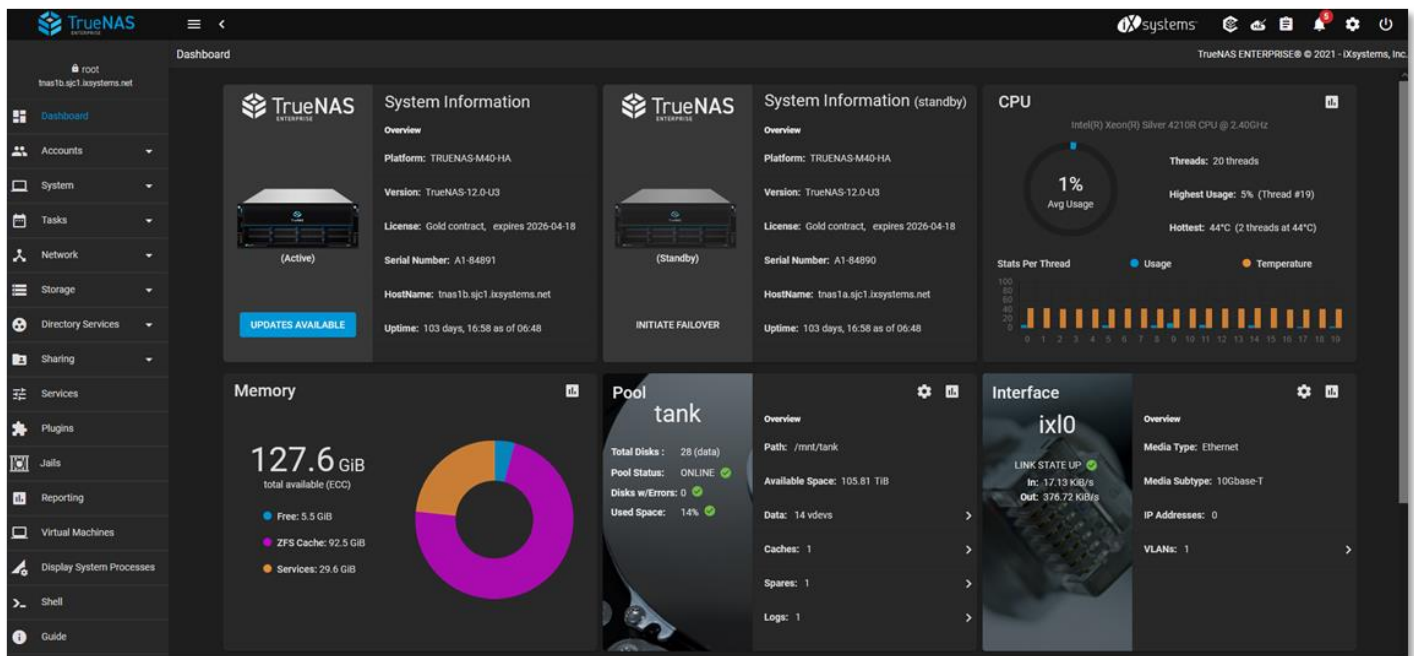 TrueNAS
ENTERPRISE
iXsystems
5
root
tnas1b.sjc1.ixsystems.net
Dashboard
TrueNAS ENTERPRISE® © 2021 - iXsystems, Inc.
Dashboard
Accounts
System
Tasks
Network
Storage
Directory Services
Sharing
Services
Plugins
Jails
Reporting
Virtual Machines
Display System Processes
Shell
Guide
TrueNAS
ENTERPRISE
(Active)
UPDATES AVAILABLE
System Information
Overview
Platform: TRUENAS-M40-HA
Version: TrueNAS-12.0-U3
License: Gold contract, expires 2026-04-18
Serial Number: A1-84891
HostName: tnas1b.sjc1.ixsystems.net
Uptime: 103 days, 16:58 as of 06:48
TrueNAS
ENTERPRISE
(Standby)
INITIATE FAILOVER
System Information (standby)
Overview
Platform: TRUENAS-M40-HA
Version: TrueNAS-12.0-U3
License: Gold contract, expires 2026-04-18
Serial Number: A1-84890
HostName: tnas1a.sjc1.ixsystems.net
Uptime: 103 days, 16:58 as of 06:48
CPU
Intel(R) Xeon(R) Silver 4210R CPU @ 2.40GHz
1%
Avg Usage
Threads: 20 threads
Highest Usage: 5% (Thread #19)
Hottest: 44°C (2 threads at 44°C)
Stats Per Thread
Usage
Temperature
100
80
60
40
20
0
0 1 2 3 4 5 6 7 8 9 10 11 12 13 14 15 16 17 18 19
Memory
127.6 GiB
total available (ECC)
Free: 5.5 GiB
ZFS Cache: 92.5 GiB
Services: 29.6 GiB
Pool
tank
Total Disks : 28 (data)
Pool Status: ONLINE
Disks w/Errors: 0
Used Space: 14%
Overview
Path: /mnt/tank
Available Space: 105.81 TiB
Data: 14 vdevs
Caches: 1
Spares: 1
Logs: 1
Interface
ixl0
LINK STATE UP
In: 17.13 KiB/s
Out: 376.72 KiB/s
Overview
Media Type: Ethernet
Media Subtype: 10Gbase-T
IP Addresses: 0
VLANs: 1